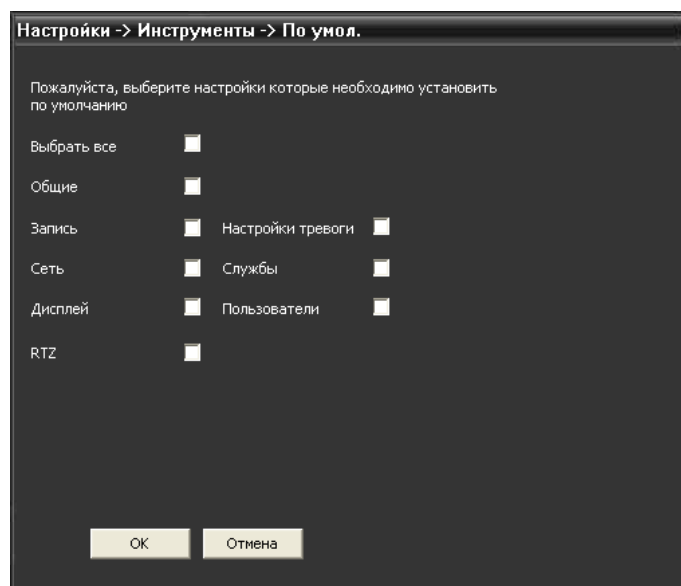 Настройки -> Инструменты -> По умол.
Пожалуйста, выберите настройки которые необходимо установить
по умолчанию
Выбрать все
Общие
Запись Настройки тревоги
Сеть Службы
Дисплей Пользователи
RTZ
OK Отмена